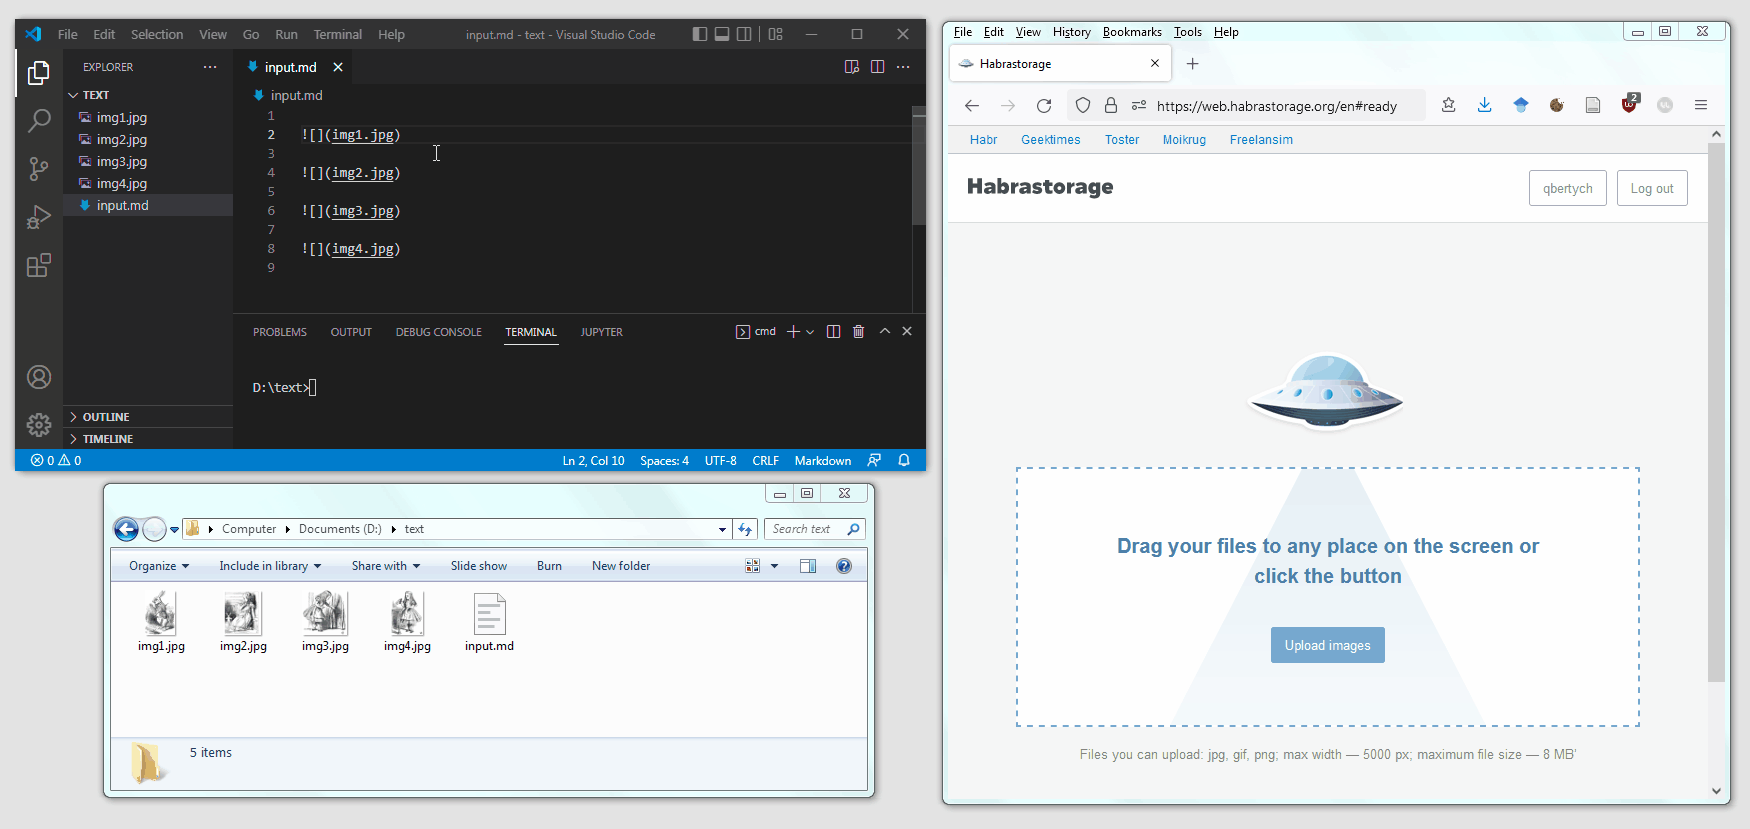 File Edit Selection View Go Run Terminal Help input.md - text - Visual Studio Code
EXPLORER
input.md
TEXT
img1.jpg
img2.jpg
img3.jpg
img4.jpg
input.md
OUTLINE
TIMELINE
input.md
1
2 ![](img1.jpg)
3
4 ![](img2.jpg)
5
6 ![](img3.jpg)
7
8 ![](img4.jpg)
9
PROBLEMS OUTPUT DEBUG CONSOLE TERMINAL JUPYTER cmd
D:\text>
0 0 Ln 2, Col 10 Spaces: 4 UTF-8 CRLF Markdown
Computer Documents (D:) text Search text
Organize Include in library Share with Slide show Burn New folder
img1.jpg img2.jpg img3.jpg img4.jpg input.md
5 items
File Edit View History Bookmarks Tools Help
Habrastorage
https://web.habrastorage.org/en#ready 2
Habr Geektimes Toster Moikrug Freelansim
Habrastorage qbertych Log out
Drag your files to any place on the screen or
click the button
Upload images
Files you can upload: jpg, gif, png; max width — 5000 px; maximum file size — 8 MB'